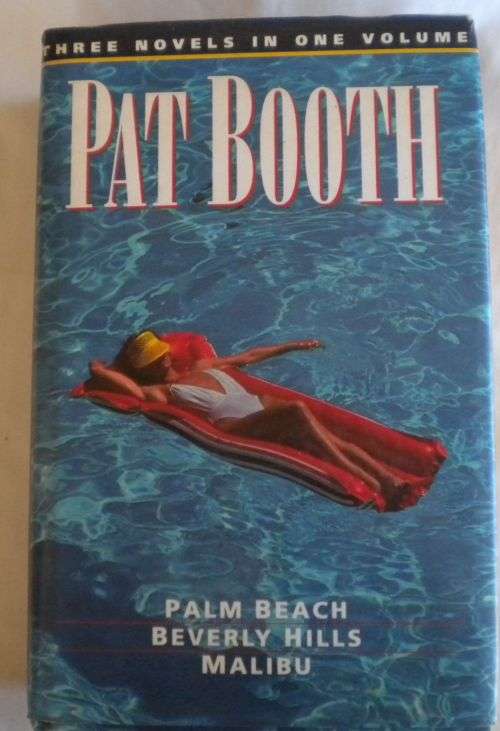 THREE NOVELS IN ONE VOLUME
PAT BOOTH
PALM BEACH
BEVERLY HILLS
MALIBU